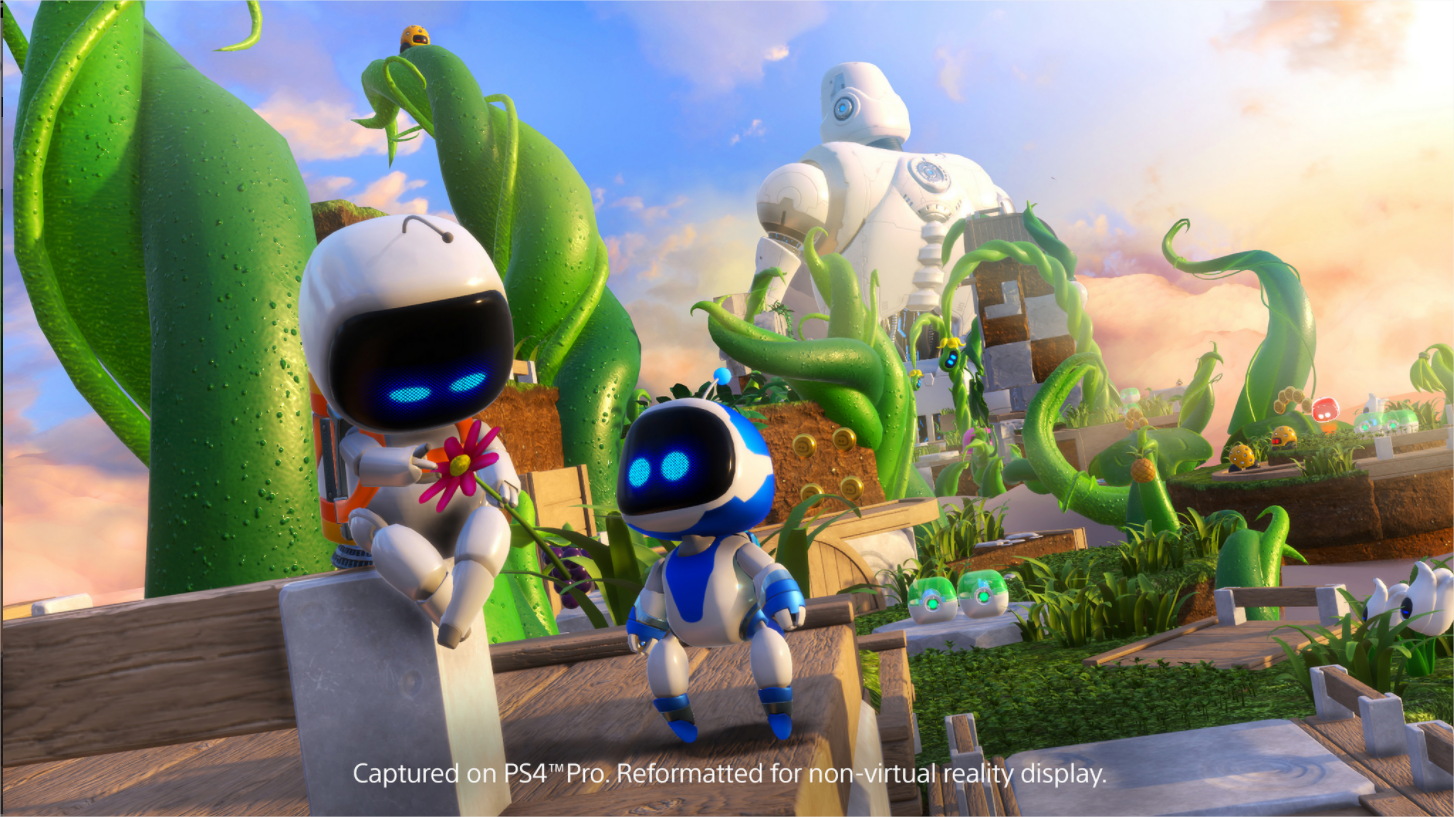 Captured on PS4™Pro. Reformatted for non-virtual reality display.